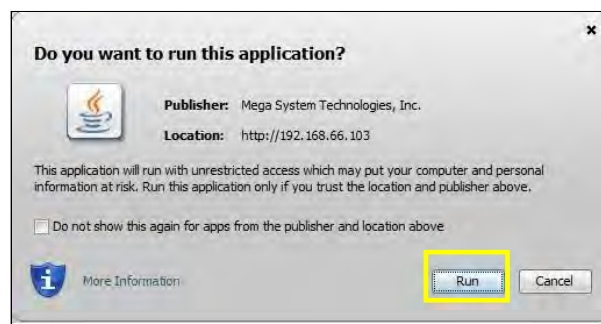 Do you want to run this application?
Publisher: Mega System Technologies, Inc.
Location: http://192.168.66.103
This application will run with unrestricted access which may put your computer and personal
information at risk. Run this application only if you trust the location and publisher above.
Do not show this again for apps from the publisher and location above
More Information
Run Cancel